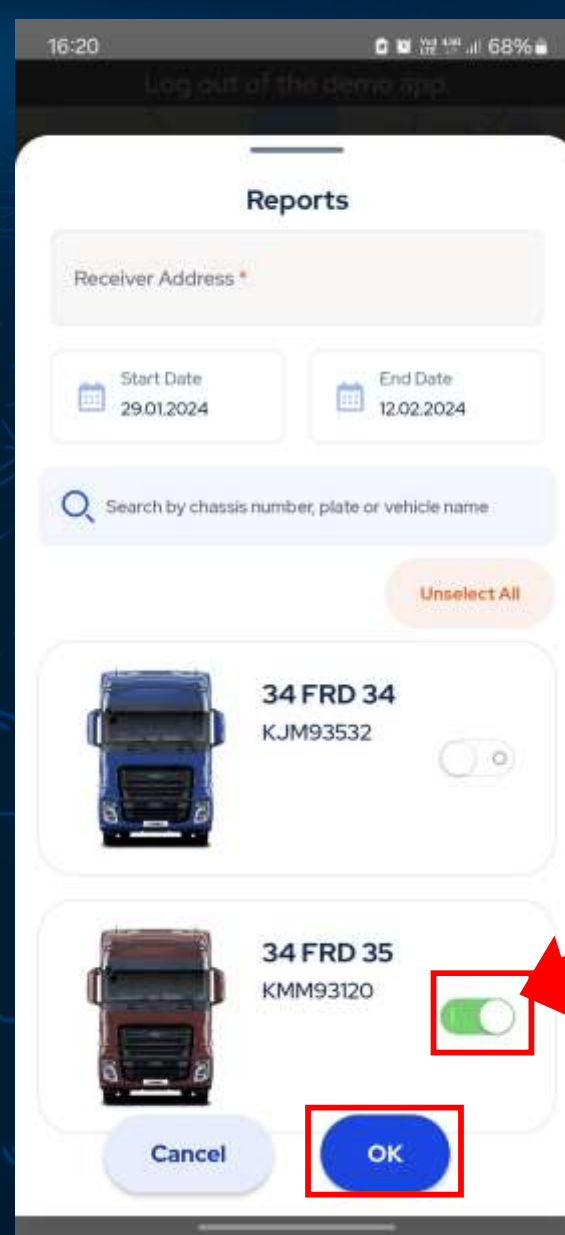 16:20
68%
Log out of the demo app.
Reports
Receiver Address *
Start Date
29.01.2024
End Date
12.02.2024
Search by chassis number, plate or vehicle name
Unselect All
34 FRD 34
KJM93532
34 FRD 35
KMM93120
Cancel
OK